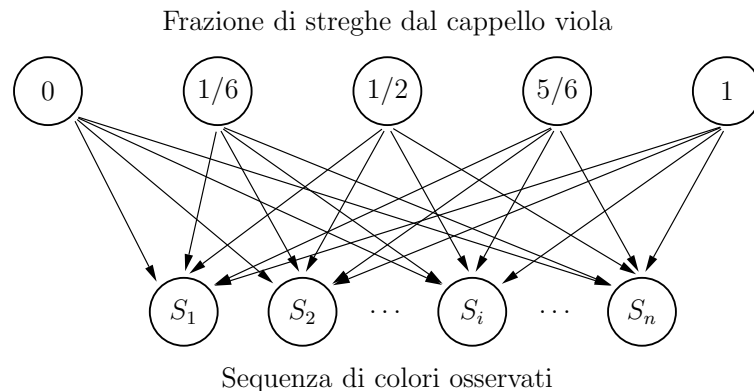 Frazione di streghe dal cappello viola
0 1/6 1/2 5/6 1
S1 S2 ··· Si ··· Sn
Sequenza di colori osservati